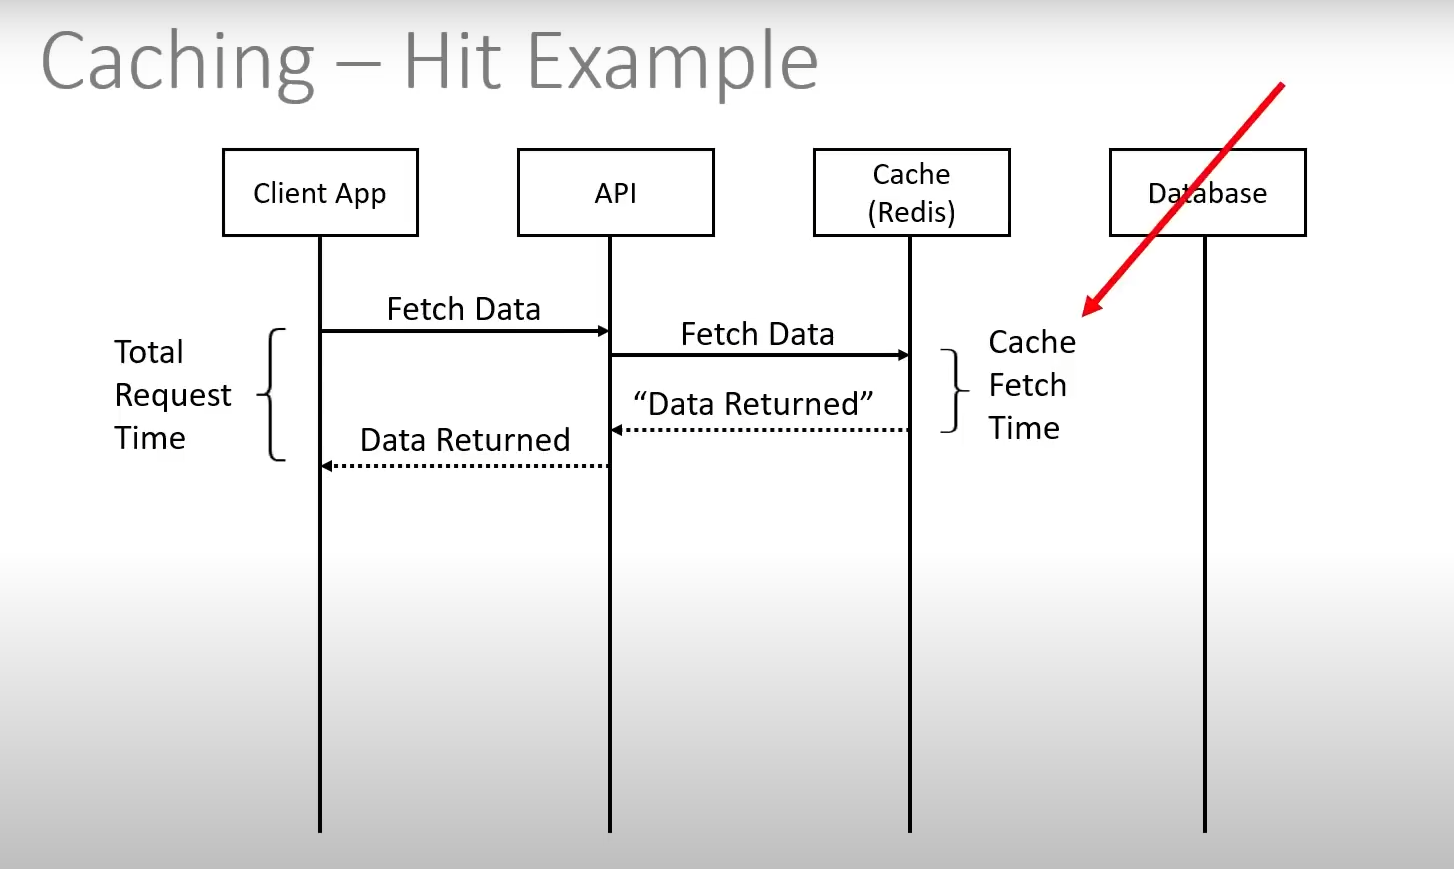 Caching – Hit Example
Client App
API
Cache
(Redis)
Database
Fetch Data
Fetch Data
Total
Request
Time
Cache
Fetch
Time
“Data Returned”
Data Returned